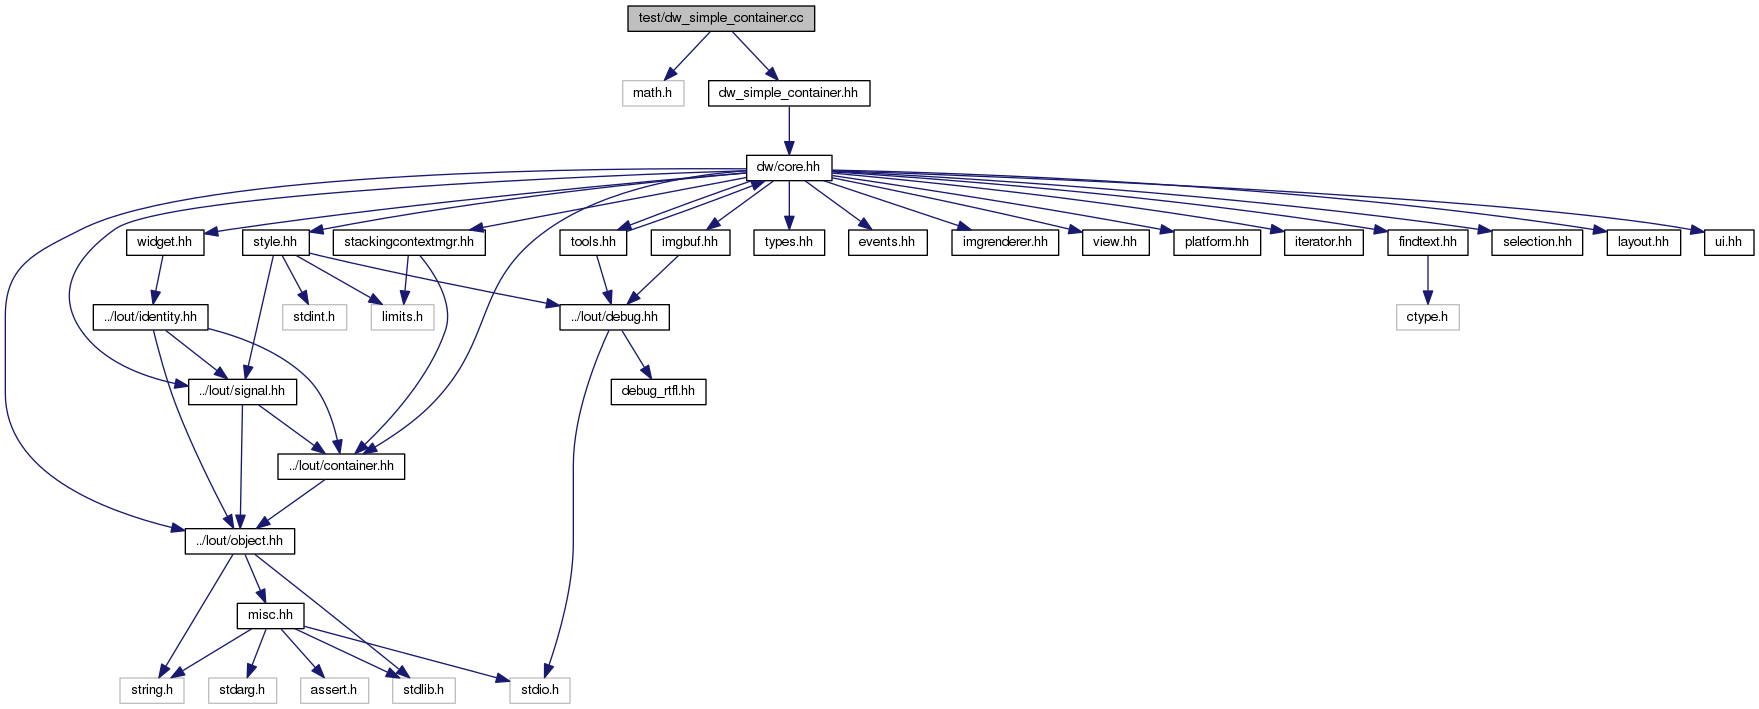 test/dw_simple_container.cc
math.h
dw_simple_container.hh
dw/core.hh
widget.hh
style.hh
stackingcontextmgr.hh
tools.hh
imgbuf.hh
types.hh
events.hh
imgrenderer.hh
view.hh
platform.hh
iterator.hh
findtext.hh
selection.hh
layout.hh
ui.hh
../lout/identity.hh
stdint.h
limits.h
../lout/debug.hh
ctype.h
../lout/signal.hh
debug_rtfl.hh
../lout/container.hh
../lout/object.hh
misc.hh
string.h
stdarg.h
assert.h
stdlib.h
stdio.h